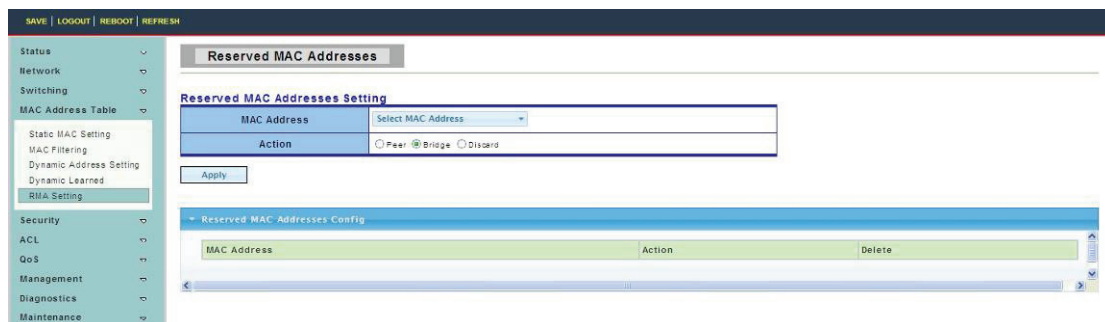 SAVE | LOGOUT | REBOOT | REFRESH
Status
Network
Switching
MAC Address Table
Static MAC Setting
MAC Filtering
Dynamic Address Setting
Dynamic Learned
RMA Setting
Security
ACL
QoS
Management
Diagnostics
Maintenance
Reserved MAC Addresses
Reserved MAC Addresses Setting
MAC Address Select MAC Address
Action Peer Bridge Discard
Apply
Reserved MAC Addresses Config
MAC Address Action Delete